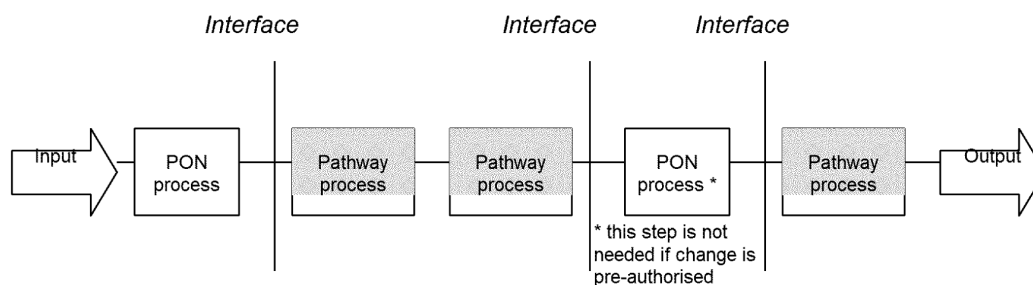 Interface
Interface
Interface
Input
PON
process
Pathway
process
Pathway
process
PON
process *
Pathway
process
Output
* this step is not
needed if change is
pre-authorised